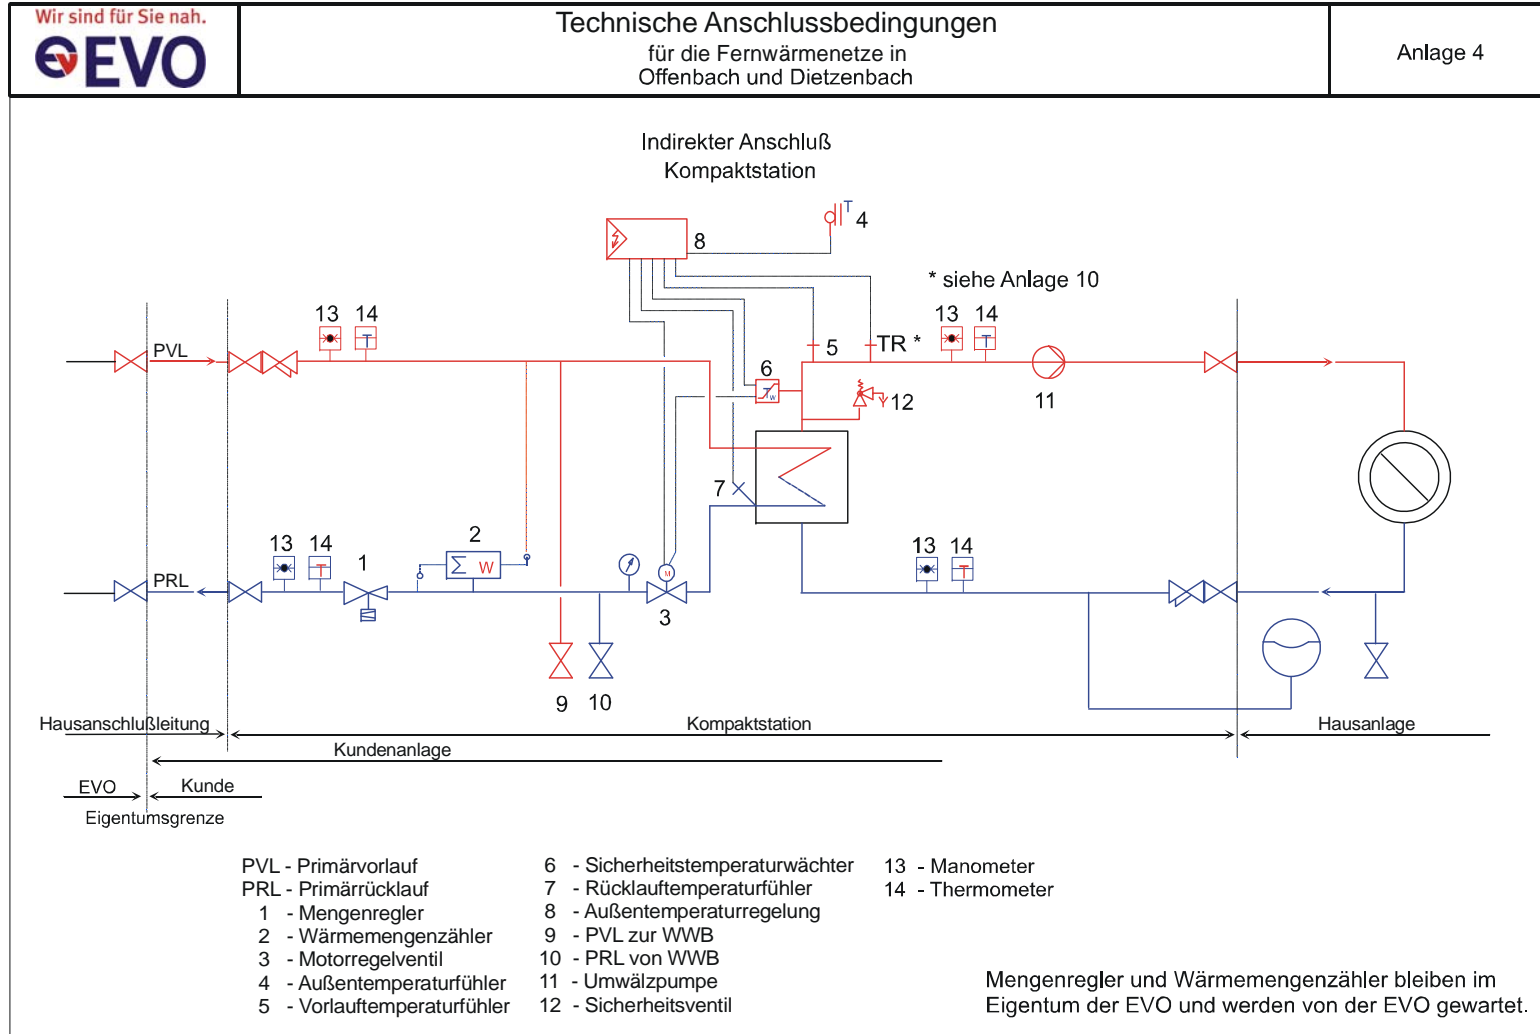 Wir sind für Sie nah.
EVO
Technische Anschlussbedingungen
für die Fernwärmenetze in
Offenbach und Dietzenbach
Anlage 4
Indirekter Anschluß
Kompaktstation
8
T
4
* siehe Anlage 10
13 14
13 14
PVL
5
TR *
6
Tw
12
11
7
2
Σ W
13 14 1
13 14
PRL
M
3
9 10
Hausanschlußleitung
Kompaktstation
Hausanlage
Kundenanlage
EVO Kunde
Eigentumsgrenze
PVL - Primärvorlauf
PRL - Primärrücklauf
1 - Mengenregler
2 - Wärmemengenzähler
3 - Motorregelventil
4 - Außentemperaturfühler
5 - Vorlauftemperaturfühler
6 - Sicherheitstemperaturwächter
7 - Rücklauftemperaturfühler
8 - Außentemperaturregelung
9 - PVL zur WWB
10 - PRL von WWB
11 - Umwälzpumpe
12 - Sicherheitsventil
13 - Manometer
14 - Thermometer
Mengenregler und Wärmemengenzähler bleiben im
Eigentum der EVO und werden von der EVO gewartet.